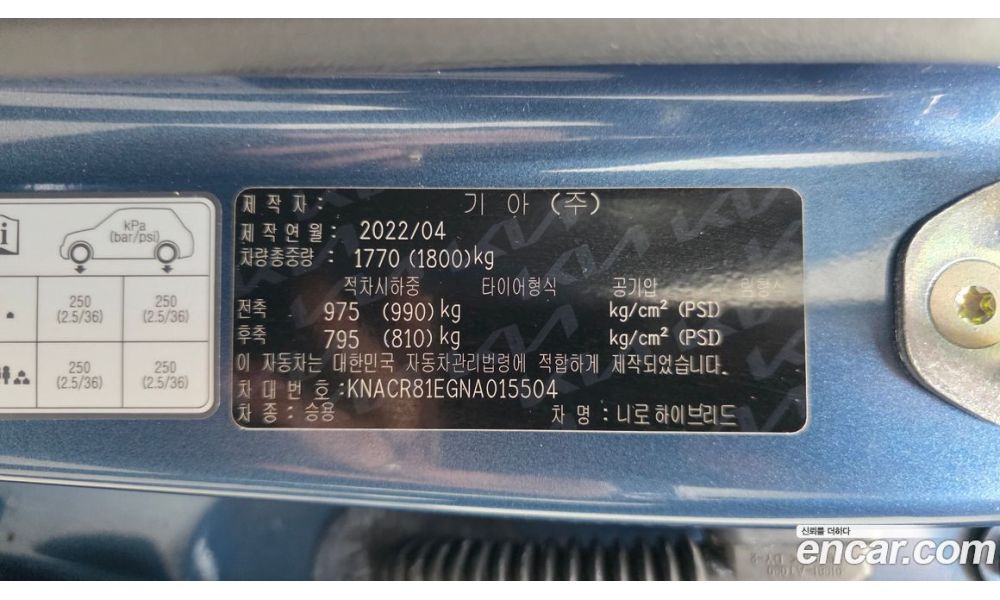 제 작 자 : 기 아 (주)
제 작 연 월 : 2022/04
차량총중량 : 1770 (1800)kg
적차시하중 타이어형식 공기압 림형식
전축 975 (990) kg kg/cm² (PSI)
후축 795 (810) kg kg/cm² (PSI)
이 자동차는 대한민국 자동차관리법령에 적합하게 제작되었습니다.
차 대 번 호 :KNACR81EGNA015504
차 종 : 승용 차 명 : 니로하이브리드
i
kPa
(bar/psi)
250 250
(2.5/36) (2.5/36)
250 250
(2.5/36) (2.5/36)
신뢰를 더하다
encar.com